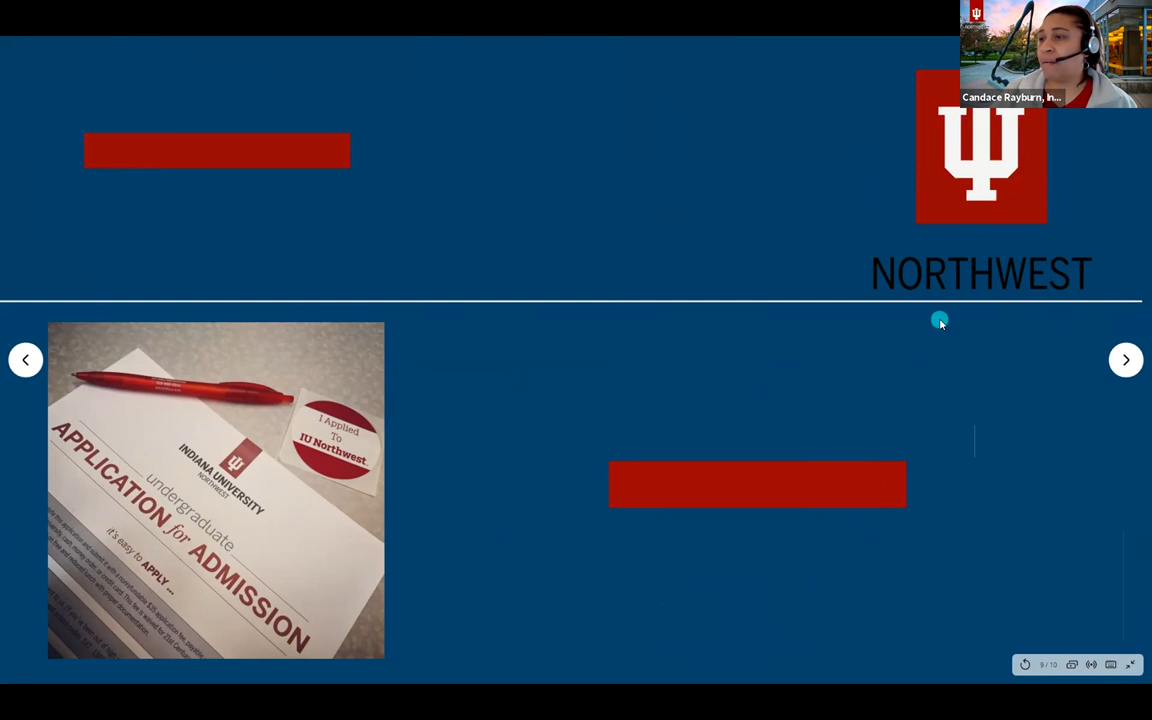 Candace Rayburn, In...
NORTHWEST
I Applied
To
IU Northwest.
INDIANA UNIVERSITY
NORTHWEST
undergraduate
APPLICATION for ADMISSION
it's easy to APPLY ...
9 / 10